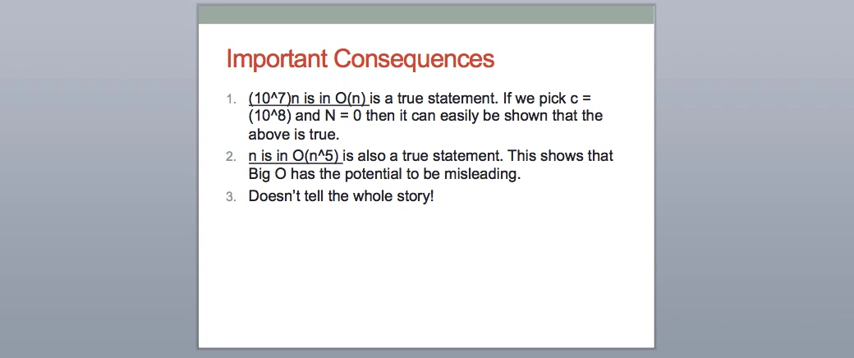 Important Consequences
1. (10^7)n is in O(n) is a true statement. If we pick c =
(10^8) and N = 0 then it can easily be shown that the
above is true.
2. n is in O(n^5) is also a true statement. This shows that
Big O has the potential to be misleading.
3. Doesn't tell the whole story!